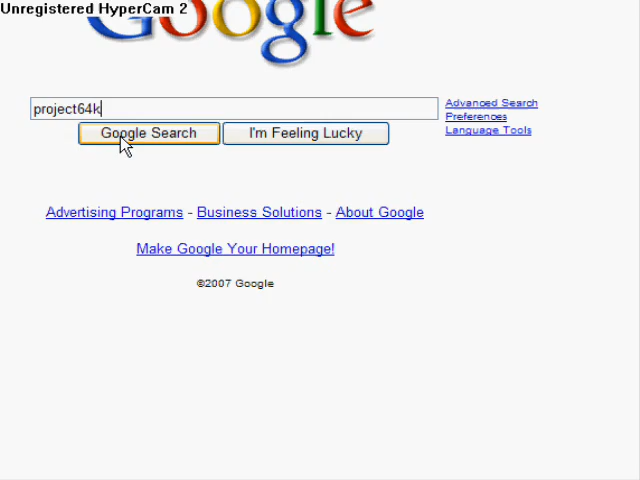 Unregistered HyperCam 2
Google
project64k
Advanced Search
Preferences
Language Tools
Google Search
I'm Feeling Lucky
Advertising Programs - Business Solutions - About Google
Make Google Your Homepage!
©2007 Google